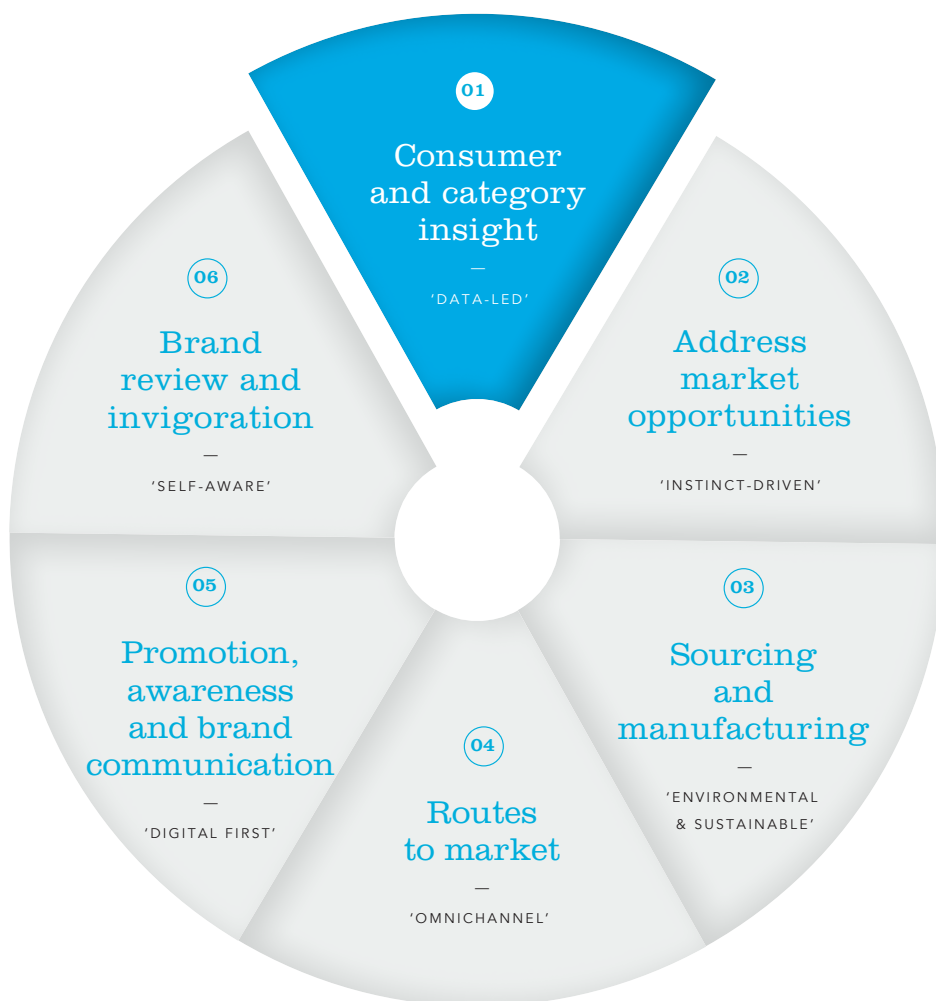 01
Consumer
and category
insight
—
'DATA-LED'
02
Address
market
opportunities
—
'INSTINCT-DRIVEN'
03
Sourcing
and
manufacturing
—
'ENVIRONMENTAL
& SUSTAINABLE'
04
Routes
to market
—
'OMNICHANNEL'
05
Promotion,
awareness
and brand
communication
—
'DIGITAL FIRST'
06
Brand
review and
invigoration
—
'SELF-AWARE'